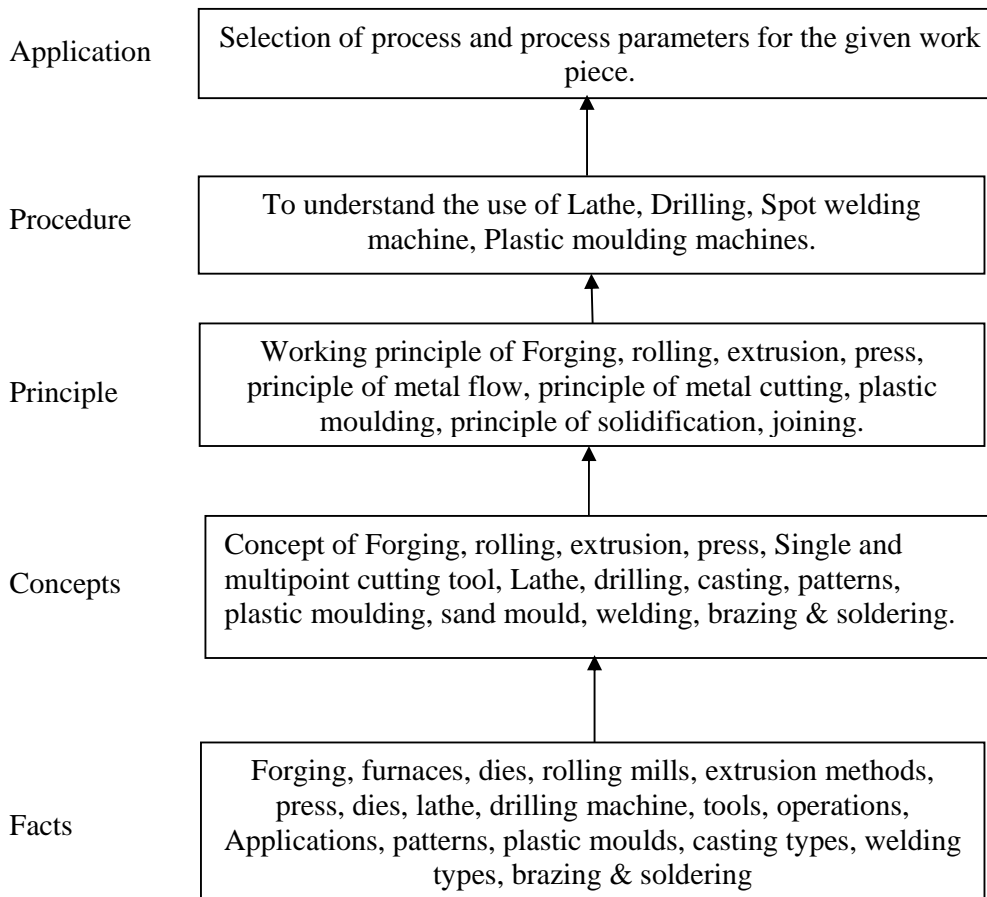 Application
Selection of process and process parameters for the given work
piece.
Procedure
To understand the use of Lathe, Drilling, Spot welding
machine, Plastic moulding machines.
Principle
Working principle of Forging, rolling, extrusion, press,
principle of metal flow, principle of metal cutting, plastic
moulding, principle of solidification, joining.
Concepts
Concept of Forging, rolling, extrusion, press, Single and
multipoint cutting tool, Lathe, drilling, casting, patterns,
plastic moulding, sand mould, welding, brazing & soldering.
Facts
Forging, furnaces, dies, rolling mills, extrusion methods,
press, dies, lathe, drilling machine, tools, operations,
Applications, patterns, plastic moulds, casting types, welding
types, brazing & soldering